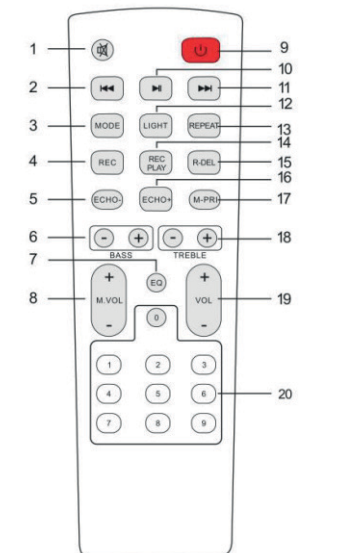 1 9
10
2 11
12
3 MODE LIGHT REPEAT 13
14
4 REC REC PLAY R-DEL 15
16
5 ECHO- ECHO+ M-PRI 17
6 - + - + 18
BASS TREBLE
7 EQ
+ +
8 M.VOL VOL 19
- -
0
1 2 3
4 5 6 20
7 8 9